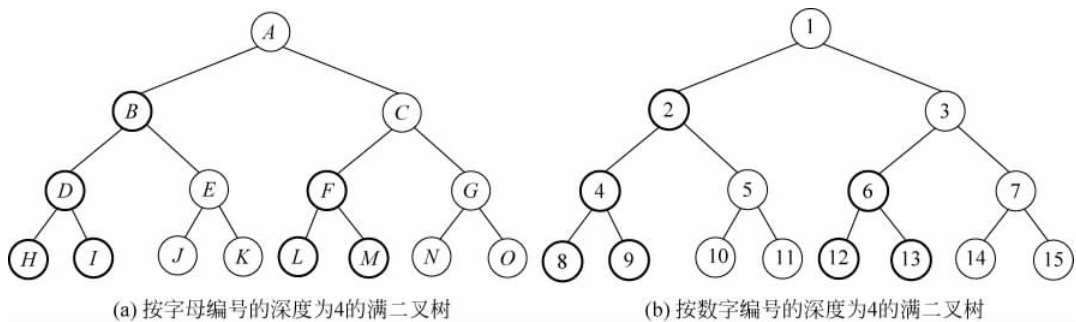 A 1
B C 2 3
D E F G 4 5 6 7
H I J K L M N O 8 9 10 11 12 13 14 15
(a) 按字母编号的深度为4的满二叉树 (b) 按数字编号的深度为4的满二叉树